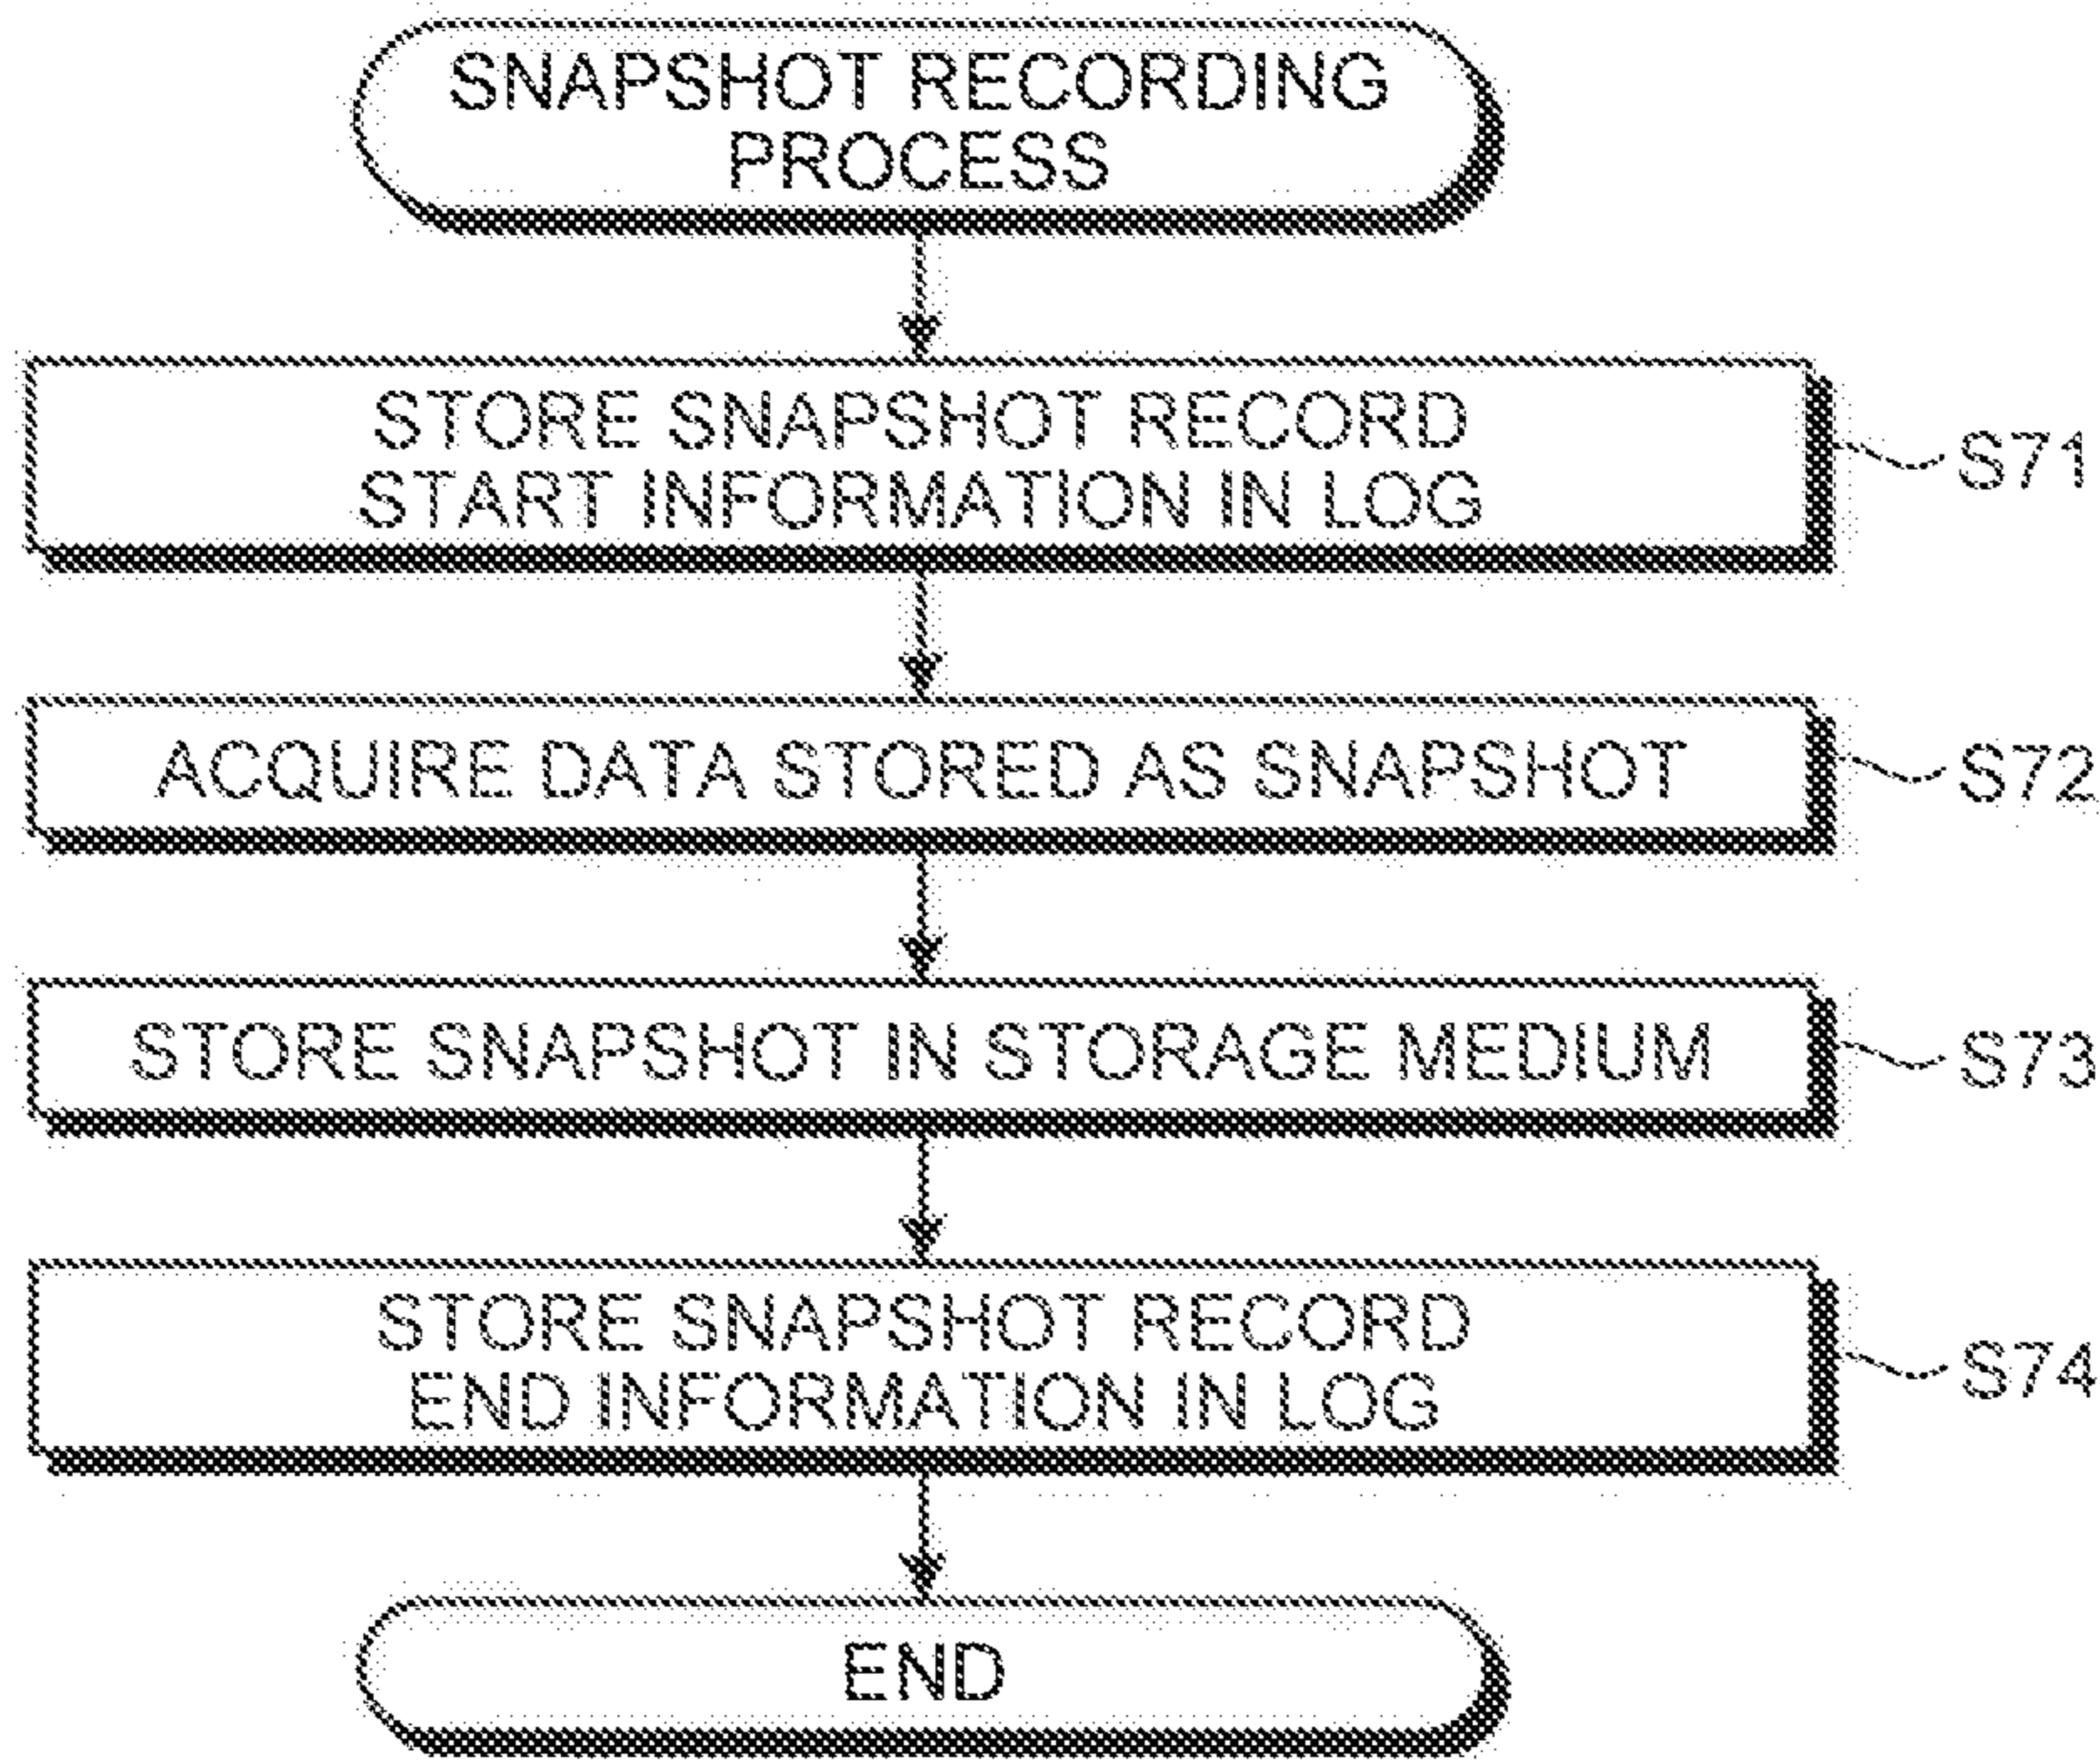 SNAPSHOT RECORDING
PROCESS
STORE SNAPSHOT RECORD
START INFORMATION IN LOG
S71
ACQUIRE DATA STORED AS SNAPSHOT
S72
STORE SNAPSHOT IN STORAGE MEDIUM
S73
STORE SNAPSHOT RECORD
END INFORMATION IN LOG
S74
END